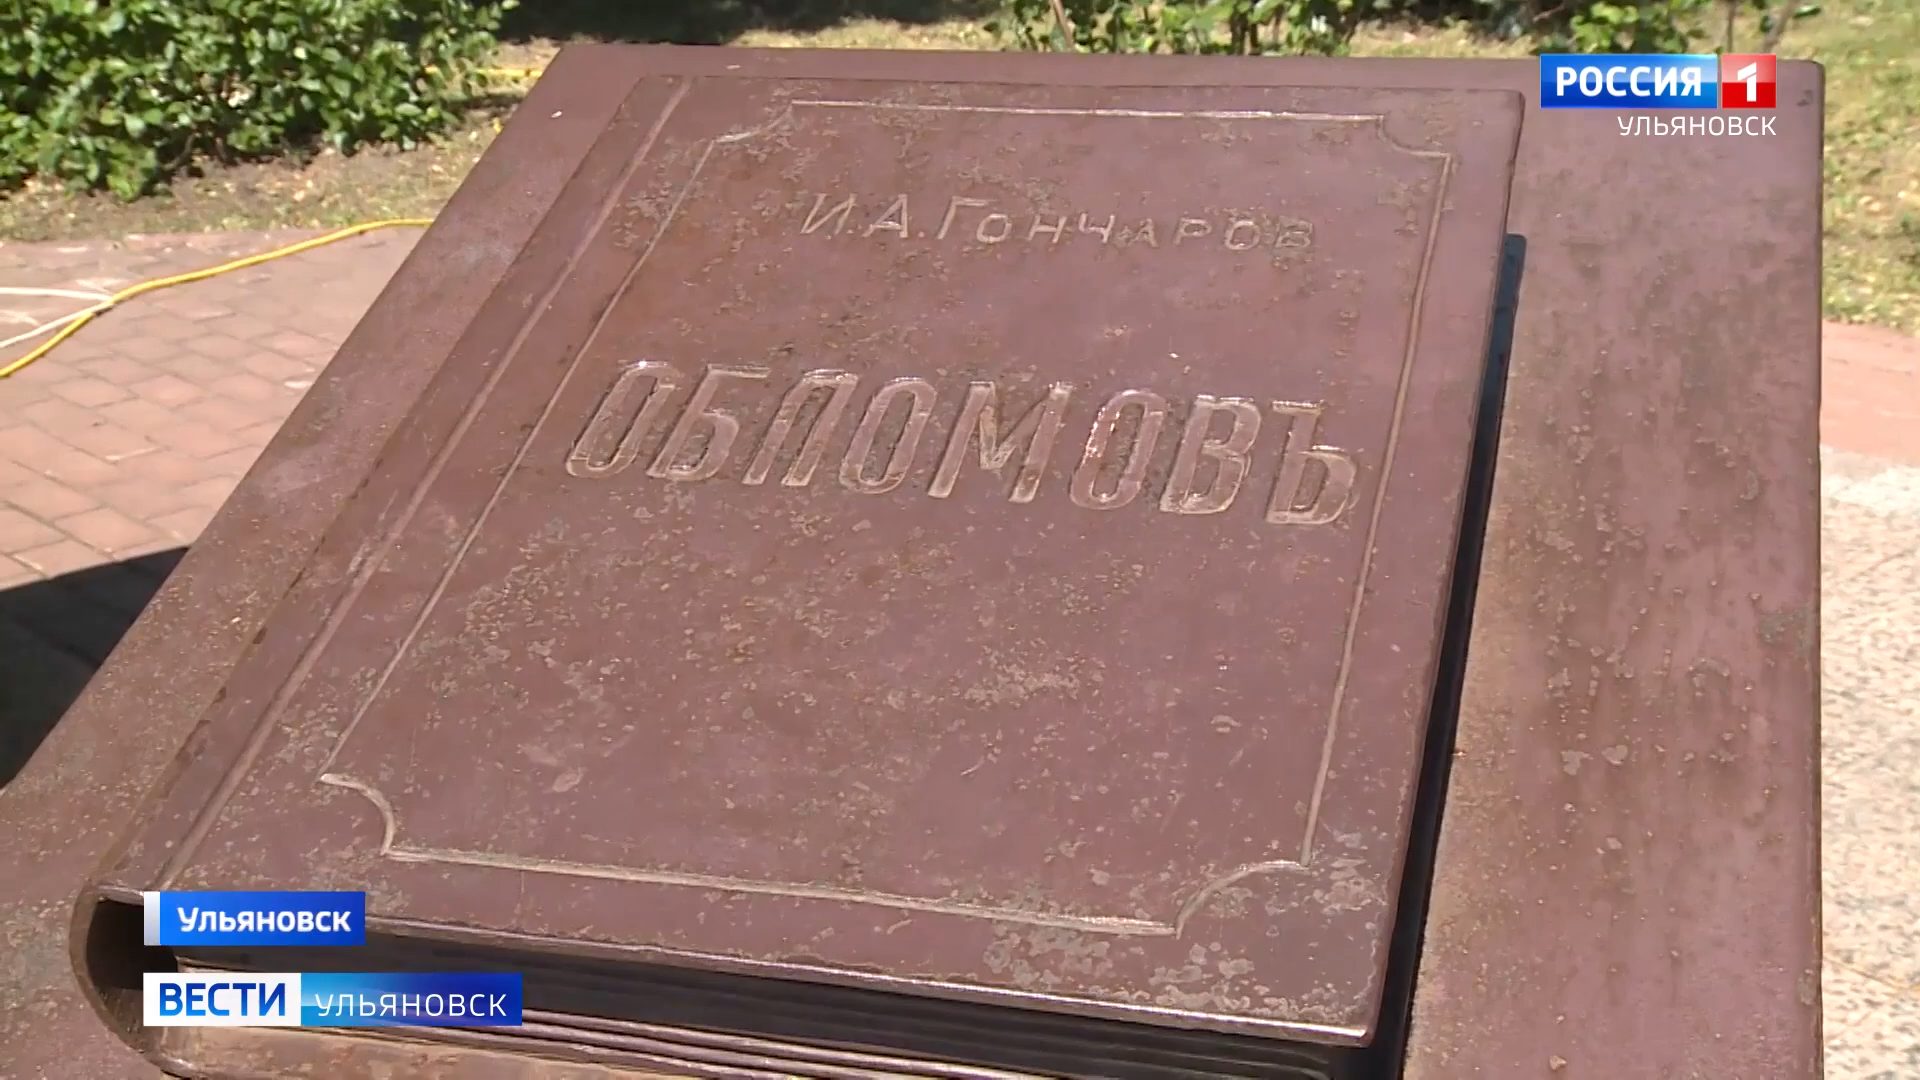 РОССИЯ 1
УЛЬЯНОВСК
И.А.Гончаров
ОБЛОМОВЪ
Ульяновск
ВЕСТИ УЛЬЯНОВСК